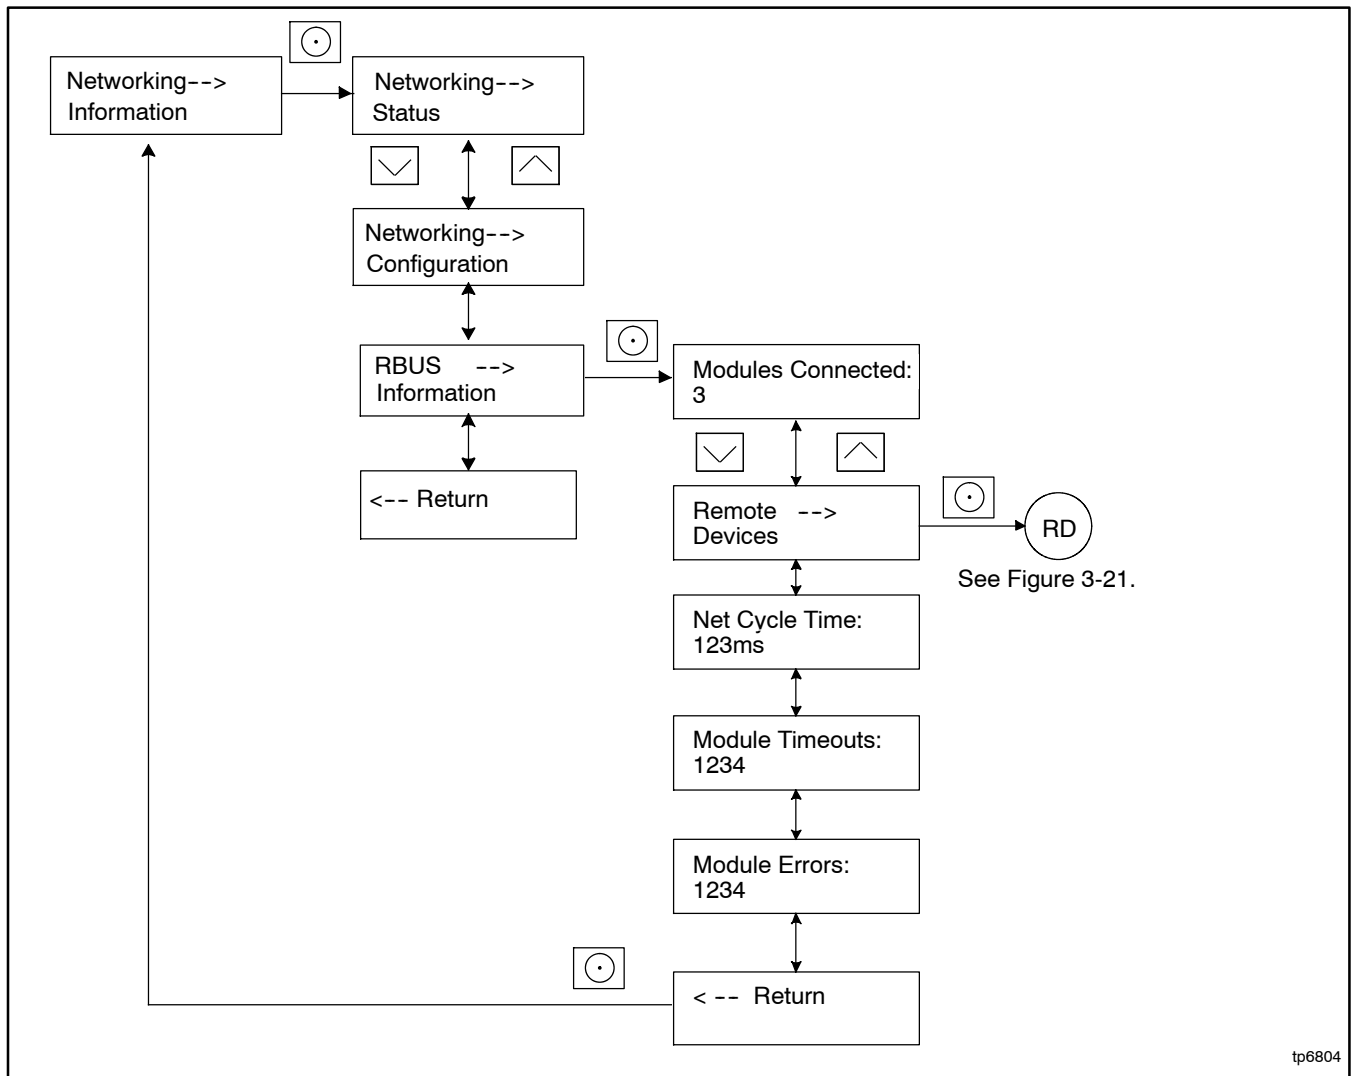 Networking-->
Information
Networking-->
Status
Networking-->
Configuration
RBUS -->
Information
<-- Return
Modules Connected:
3
Remote -->
Devices
RD
See Figure 3-21.
Net Cycle Time:
123ms
Module Timeouts:
1234
Module Errors:
1234
< -- Return
tp6804